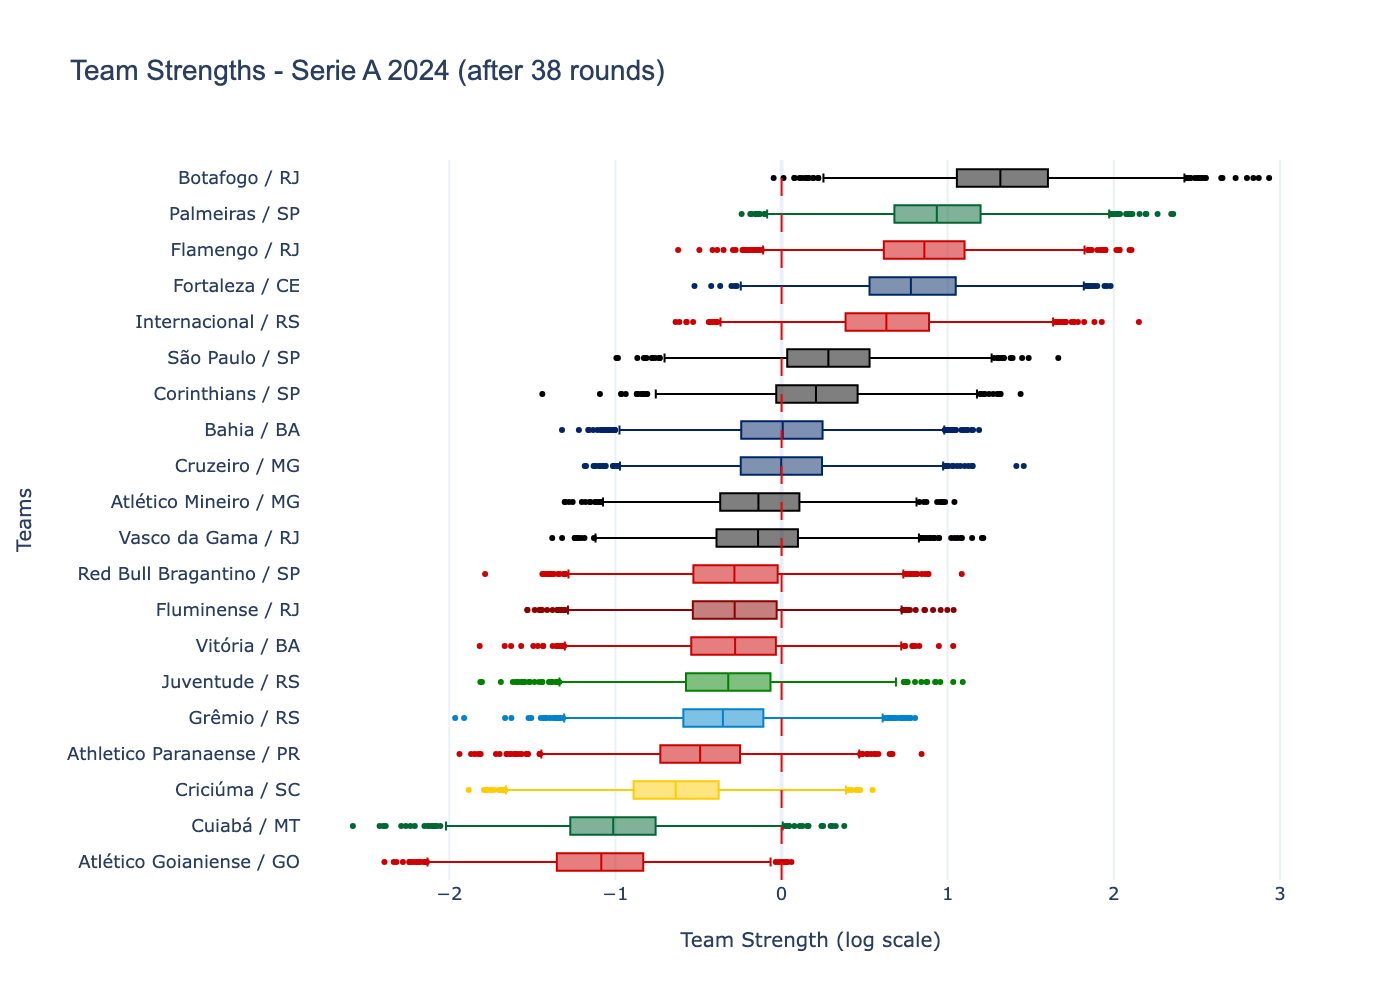 Team Strengths - Serie A 2024 (after 38 rounds)
Botafogo / RJ
Palmeiras / SP
Flamengo / RJ
Fortaleza / CE
Internacional / RS
São Paulo / SP
Corinthians / SP
Bahia / BA
Cruzeiro / MG
Atlético Mineiro / MG
Vasco da Gama / RJ
Red Bull Bragantino / SP
Fluminense / RJ
Vitória / BA
Juventude / RS
Grêmio / RS
Athletico Paranaense / PR
Criciúma / SC
Cuiabá / MT
Atlético Goianiense / GO
Teams
−2 −1 0 1 2 3
Team Strength (log scale)